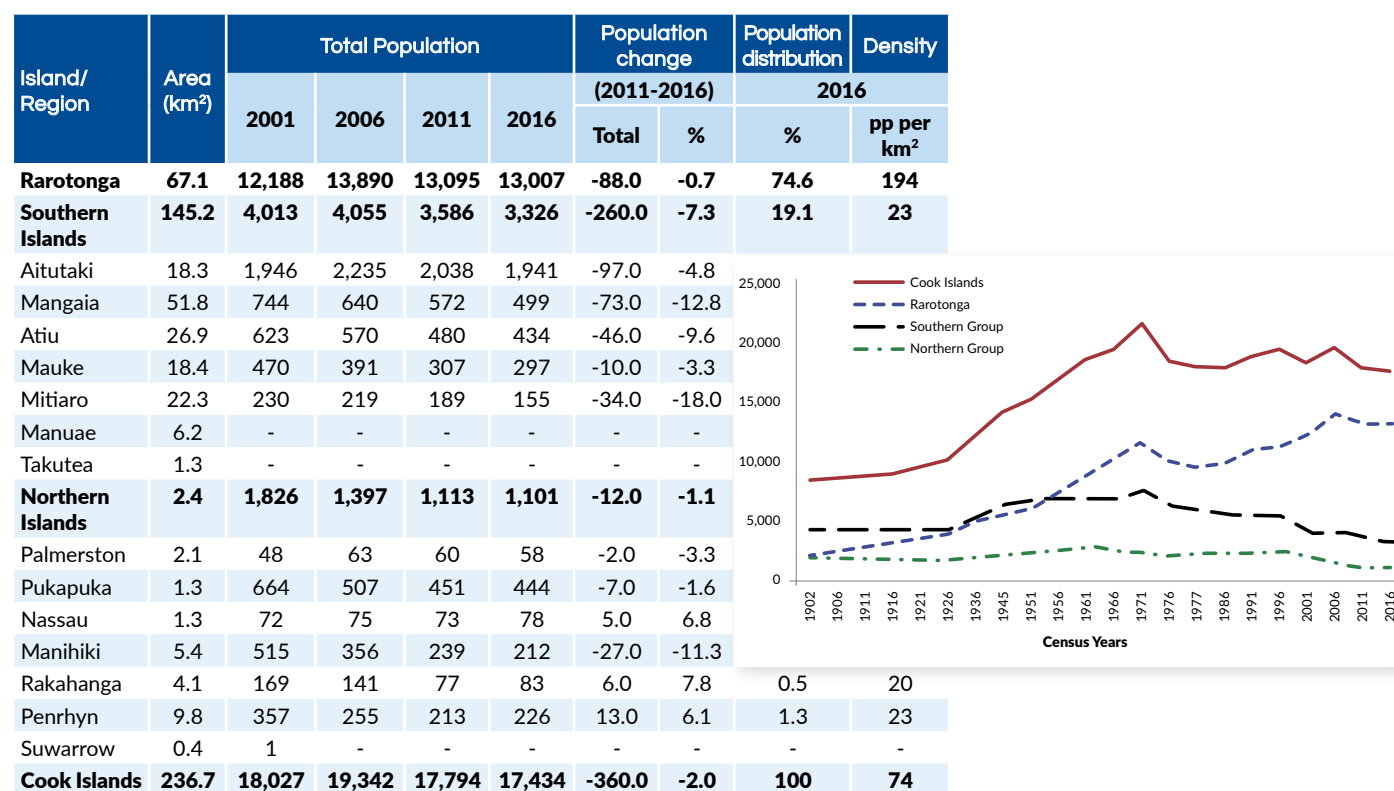 Island/ Region Area (km²) Total Population Population change Population distribution Density
(2011-2016) 2016
2001 2006 2011 2016 Total % % pp per km²
Rarotonga 67.1 12,188 13,890 13,095 13,007 -88.0 -0.7 74.6 194
Southern Islands 145.2 4,013 4,055 3,586 3,326 -260.0 -7.3 19.1 23
Aitutaki 18.3 1,946 2,235 2,038 1,941 -97.0 -4.8
Mangaia 51.8 744 640 572 499 -73.0 -12.8
Atiu 26.9 623 570 480 434 -46.0 -9.6
Mauke 18.4 470 391 307 297 -10.0 -3.3
Mitiaro 22.3 230 219 189 155 -34.0 -18.0
Manuae 6.2 - - - - - -
Takutea 1.3 - - - - - -
Northern Islands 2.4 1,826 1,397 1,113 1,101 -12.0 -1.1
Palmerston 2.1 48 63 60 58 -2.0 -3.3
Pukapuka 1.3 664 507 451 444 -7.0 -1.6
Nassau 1.3 72 75 73 78 5.0 6.8
Manihiki 5.4 515 356 239 212 -27.0 -11.3
Rakahanga 4.1 169 141 77 83 6.0 7.8 0.5 20
Penrhyn 9.8 357 255 213 226 13.0 6.1 1.3 23
Suwarrow 0.4 1 - - - - - - -
Cook Islands 236.7 18,027 19,342 17,794 17,434 -360.0 -2.0 100 74
Cook Islands
Rarotonga
Southern Group
Northern Group
25,000
20,000
15,000
10,000
5,000
0
1902 1906 1911 1916 1921 1926 1936 1945 1951 1956 1961 1966 1971 1976 1977 1986 1991 1996 2001 2006 2011 2016
Census Years